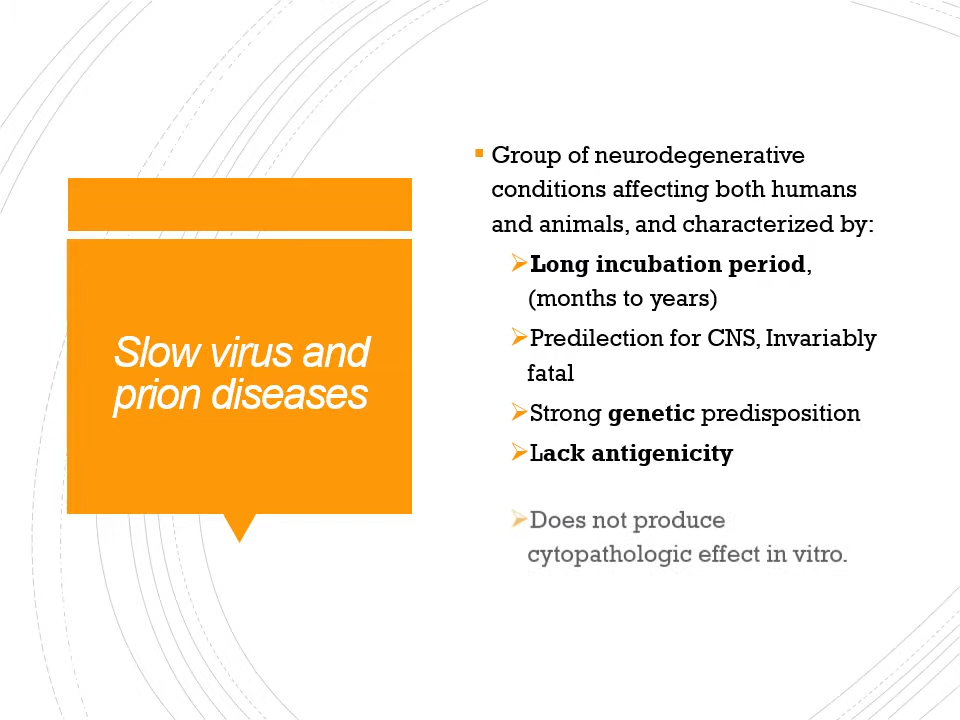 Slow virus and
prion diseases
Group of neurodegenerative
conditions affecting both humans
and animals, and characterized by:
Long incubation period,
(months to years)
Predilection for CNS, Invariably
fatal
Strong genetic predisposition
Lack antigenicity
Does not produce
cytopathologic effect in vitro.